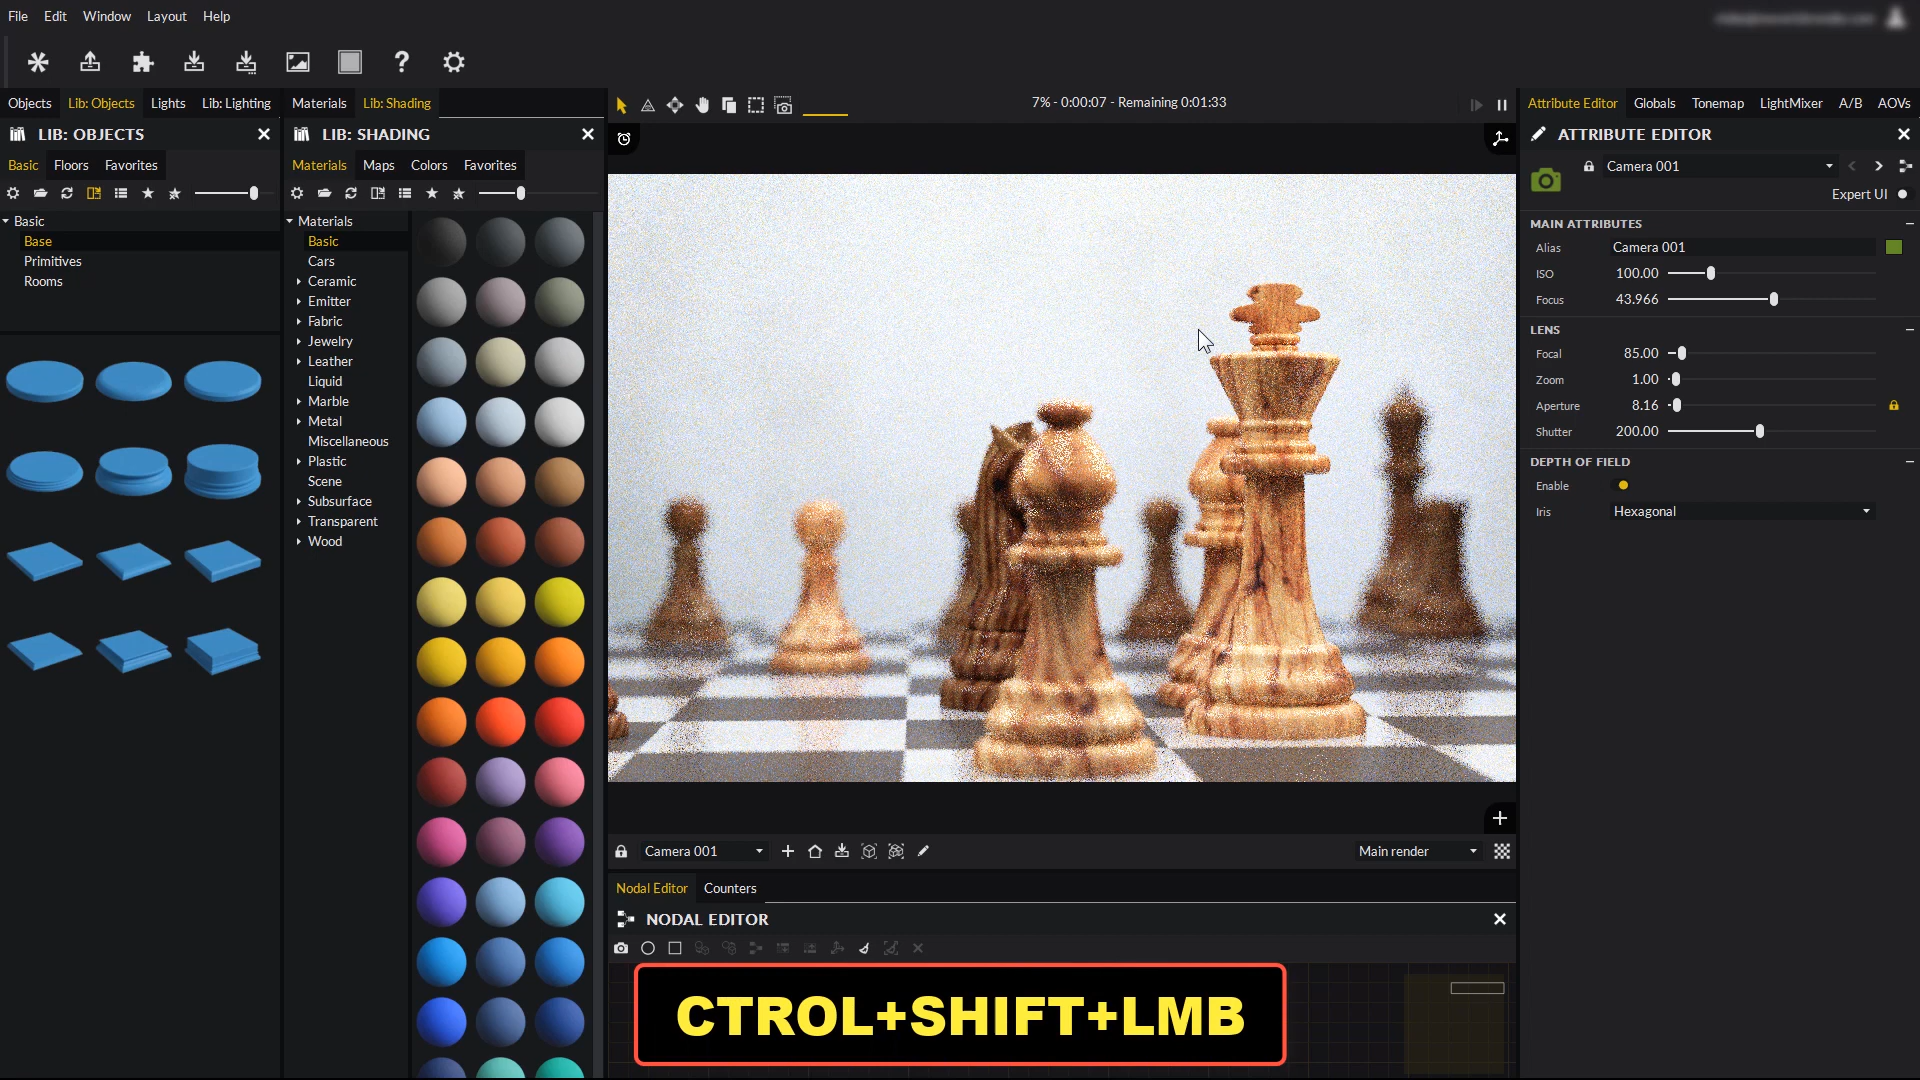 File Edit Window Layout Help
Objects Lib: Objects Lights Lib: Lighting Materials Lib: Shading
7% - 0:00:07 - Remaining 0:01:33
Attribute Editor Globals Tonemap LightMixer A/B AOVs
LIB: OBJECTS
LIB: SHADING
ATTRIBUTE EDITOR
Basic Floors Favorites
Materials Maps Colors Favorites
Camera 001
Expert UI
Basic
Base
Primitives
Rooms
Materials
Basic
Cars
Ceramic
Emitter
Fabric
Jewelry
Leather
Liquid
Marble
Metal
Miscellaneous
Plastic
Scene
Subsurface
Transparent
Wood
MAIN ATTRIBUTES
Alias Camera 001
ISO 100.00
Focus 43.966
LENS
Focal 85.00
Zoom 1.00
Aperture 8.16
Shutter 200.00
DEPTH OF FIELD
Enable
Iris Hexagonal
Camera 001
Main render
Nodal Editor Counters
NODAL EDITOR
CTROL+SHIFT+LMB